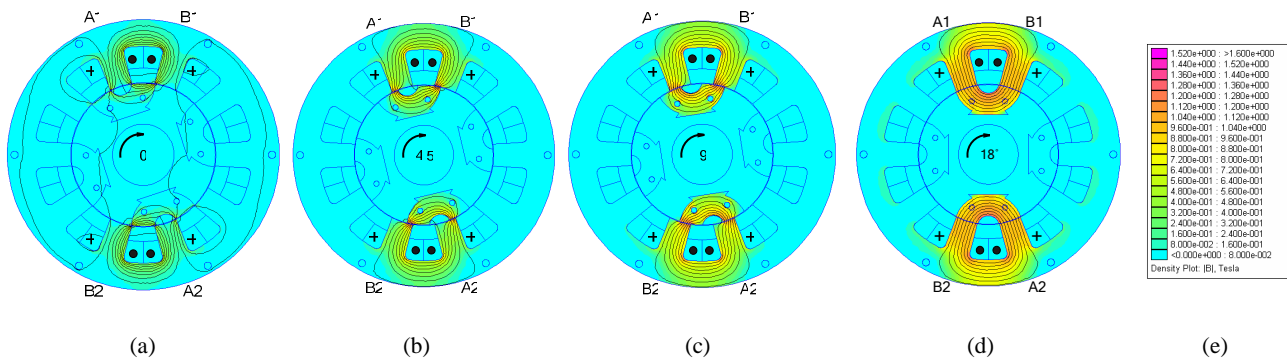 A1 B1
0
B2 A2
(a)
A1 B1
4 5
B2 A2
(b)
A1 B1
9
B2 A2
(c)
A1 B1
18°
B2 A2
(d)
1.520e+000 : >1.600e+000
1.440e+000 : 1.520e+000
1.360e+000 : 1.440e+000
1.280e+000 : 1.360e+000
1.200e+000 : 1.280e+000
1.120e+000 : 1.200e+000
1.040e+000 : 1.120e+000
9.600e-001 : 1.040e+000
8.800e-001 : 9.600e-001
8.000e-001 : 8.800e-001
7.200e-001 : 8.000e-001
6.400e-001 : 7.200e-001
5.600e-001 : 6.400e-001
4.800e-001 : 5.600e-001
4.000e-001 : 4.800e-001
3.200e-001 : 4.000e-001
2.400e-001 : 3.200e-001
1.600e-001 : 2.400e-001
8.000e-002 : 1.600e-001
<0.000e+000 : 8.000e-002
Density Plot: |B|, Tesla
(e)